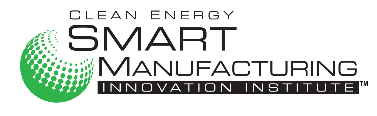 CLEAN ENERGY
SMART
MANUFACTURING
INNOVATION INSTITUTE™